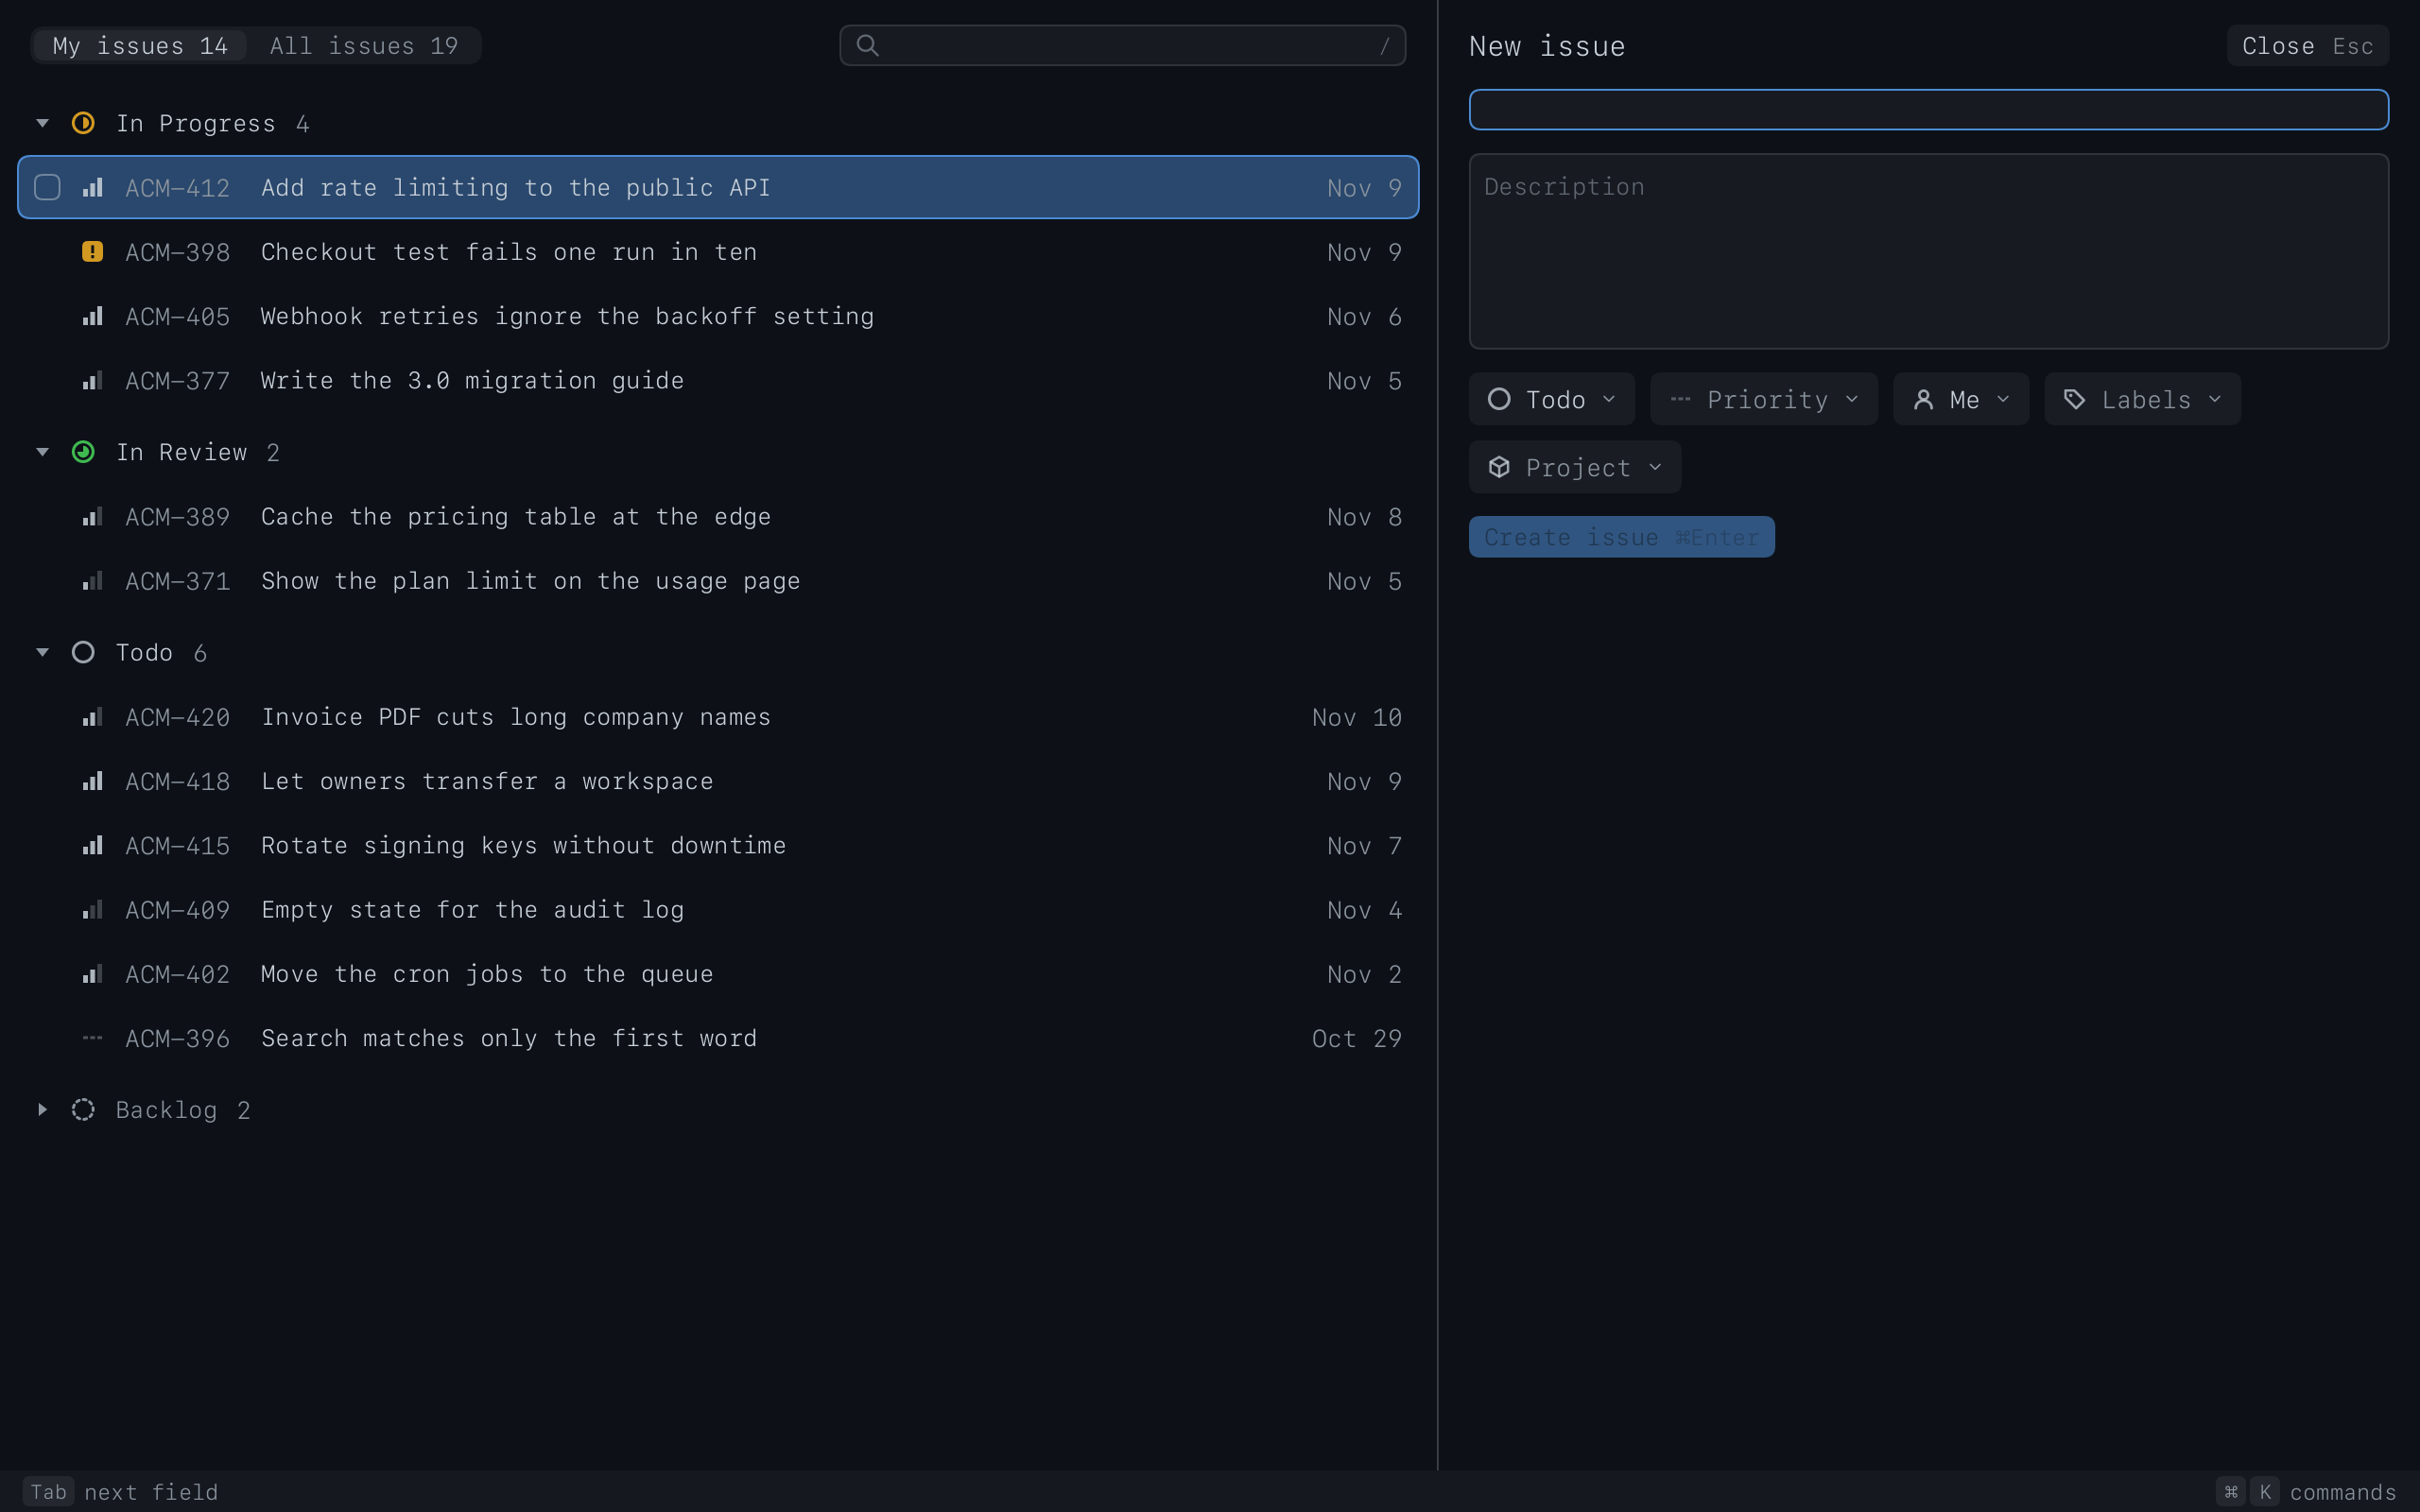 My issues 14 All issues 19 /
In Progress 4
ACM–412 Add rate limiting to the public API Nov 9
ACM–398 Checkout test fails one run in ten Nov 9
ACM–405 Webhook retries ignore the backoff setting Nov 6
ACM–377 Write the 3.0 migration guide Nov 5
In Review 2
ACM–389 Cache the pricing table at the edge Nov 8
ACM–371 Show the plan limit on the usage page Nov 5
Todo 6
ACM–420 Invoice PDF cuts long company names Nov 10
ACM–418 Let owners transfer a workspace Nov 9
ACM–415 Rotate signing keys without downtime Nov 7
ACM–409 Empty state for the audit log Nov 4
ACM–402 Move the cron jobs to the queue Nov 2
ACM–396 Search matches only the first word Oct 29
Backlog 2
New issue Close Esc
Description
Todo Priority Me Labels
Project
Create issue ⌘Enter
Tab next field ⌘ K commands